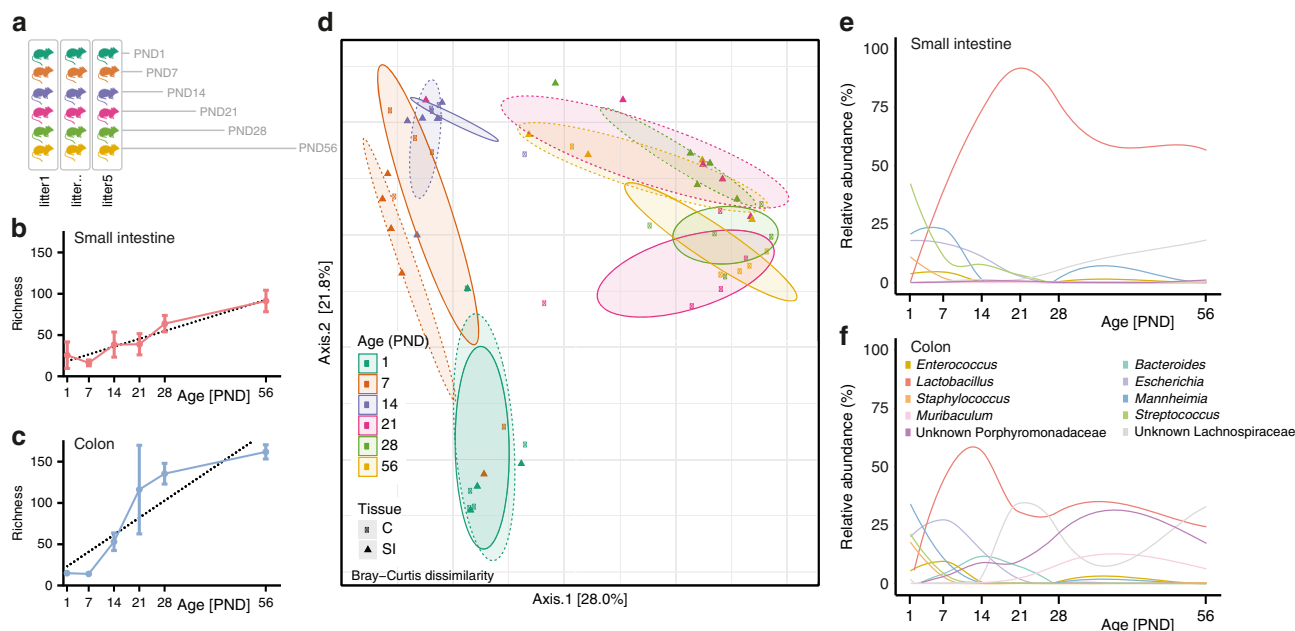 a
PND1
PND7
PND14
PND21
PND28
PND56
litter1
litter..
litter5
b
Small intestine
Richness
150
100
50
0
1 7 14 21 28 Age [PND] 56
c
Colon
Richness
150
100
50
0
1 7 14 21 28 Age [PND] 56
d
Axis.2 [21.8%]
Age (PND)
1
7
14
21
28
56
Tissue
C
SI
Bray–Curtis dissimilarity
Axis.1 [28.0%]
e
Small intestine
Relative abundance (%)
100
75
50
25
0
1 7 14 21 28 56
Age [PND]
f
Colon
Relative abundance (%)
100
75
50
25
0
Enterococcus
Lactobacillus
Staphylococcus
Muribaculum
Unknown Porphyromonadaceae
Bacteroides
Escherichia
Mannheimia
Streptococcus
Unknown Lachnospiraceae
1 7 14 21 28 56
Age [PND]